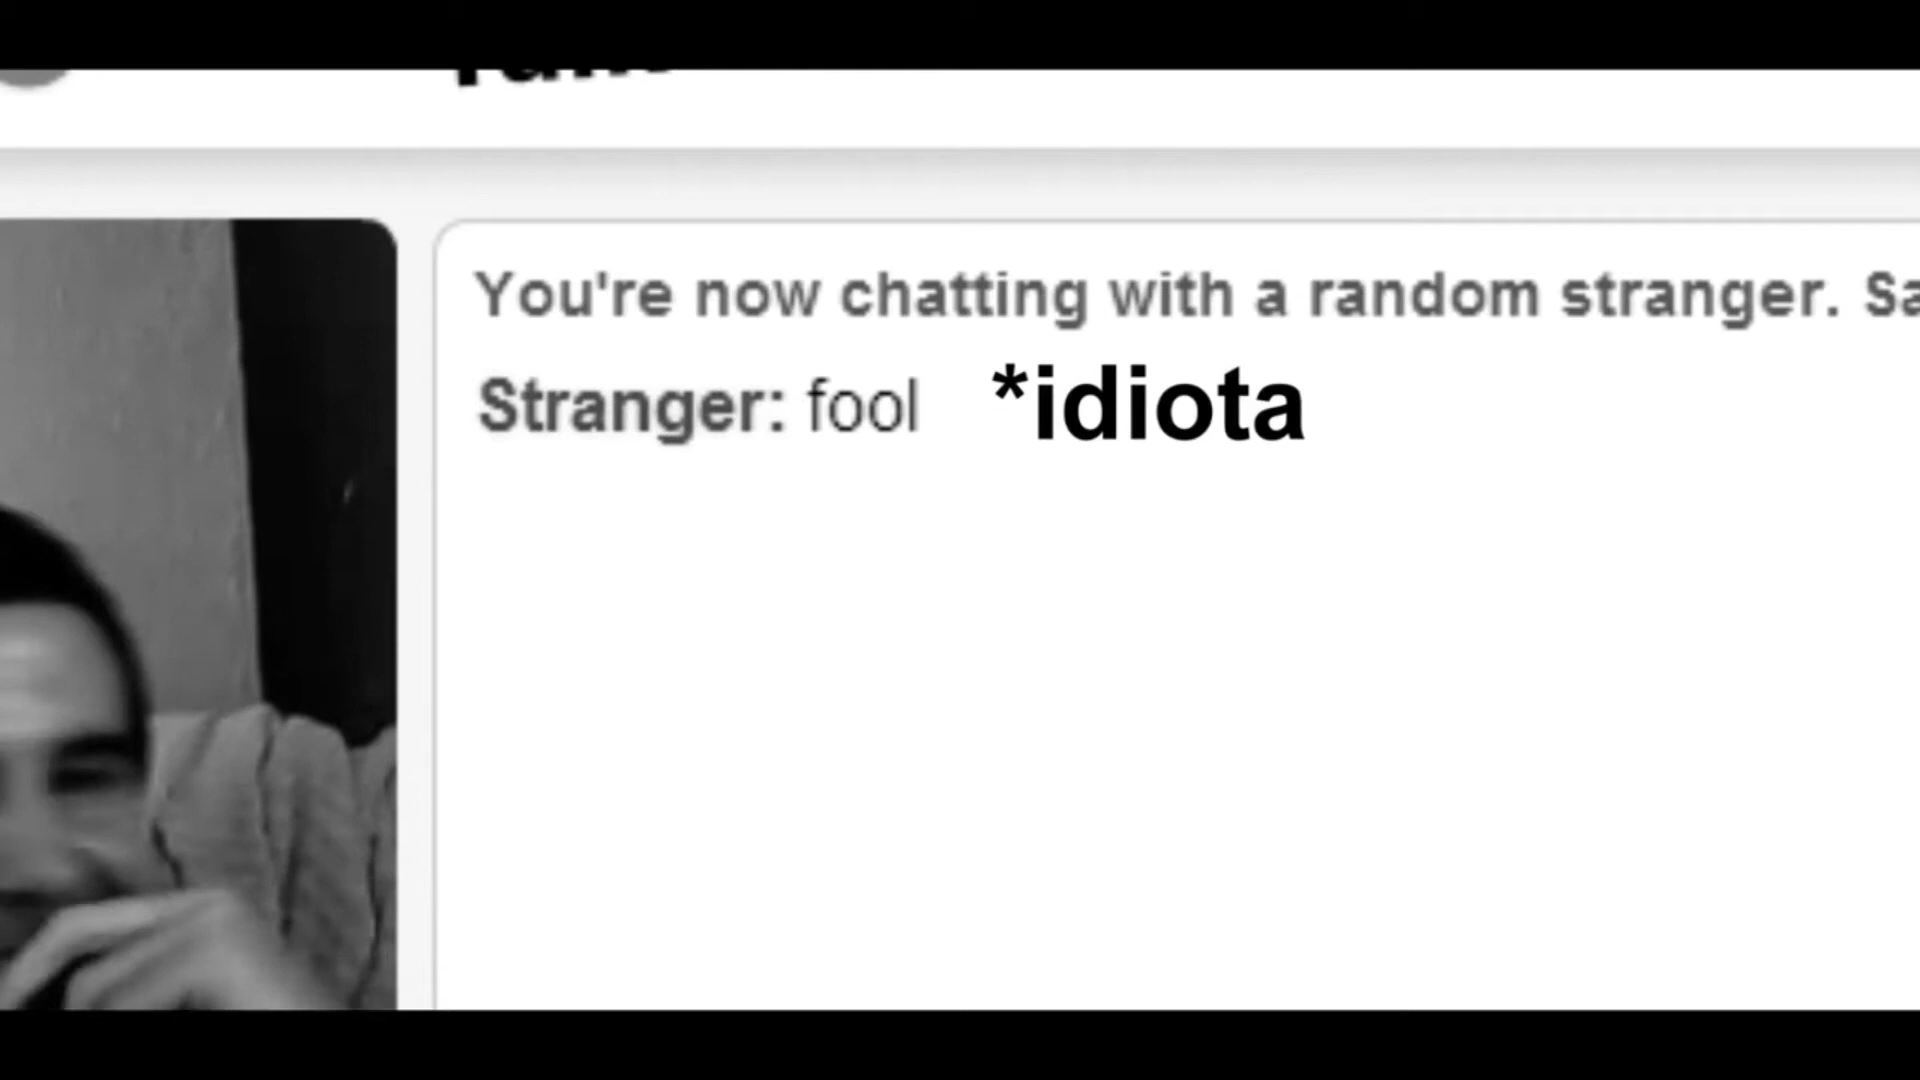 You're now chatting with a random stranger. Sa
Stranger: fool *idiota